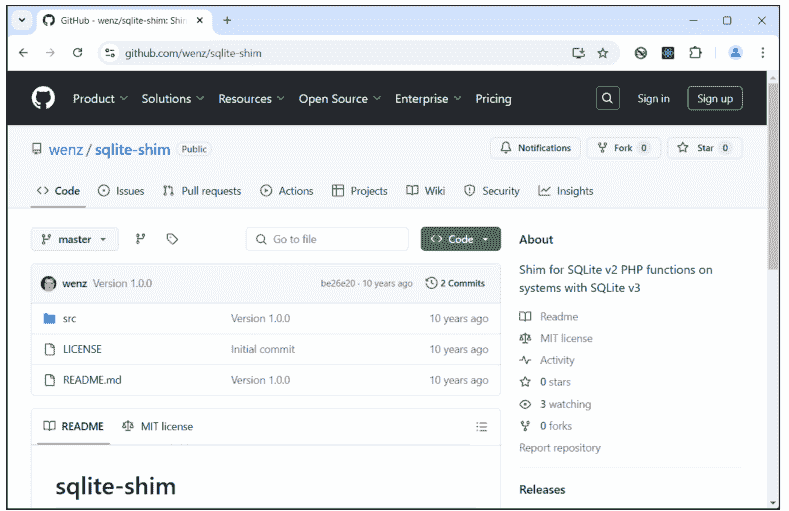 GitHub - wenz/sqlite-shim: Shim
github.com/wenz/sqlite-shim
Product Solutions Resources Open Source Enterprise Pricing Sign in Sign up
wenz / sqlite-shim Public Notifications Fork 0 Star 0
Code Issues Pull requests Actions Projects Wiki Security Insights
master Go to file Code
wenz Version 1.0.0 be26e20 · 10 years ago 2 Commits
src Version 1.0.0 10 years ago
LICENSE Initial commit 10 years ago
README.md Version 1.0.0 10 years ago
README MIT license
sqlite-shim
About
Shim for SQLite v2 PHP functions on
systems with SQLite v3
Readme
MIT license
Activity
0 stars
3 watching
0 forks
Report repository
Releases